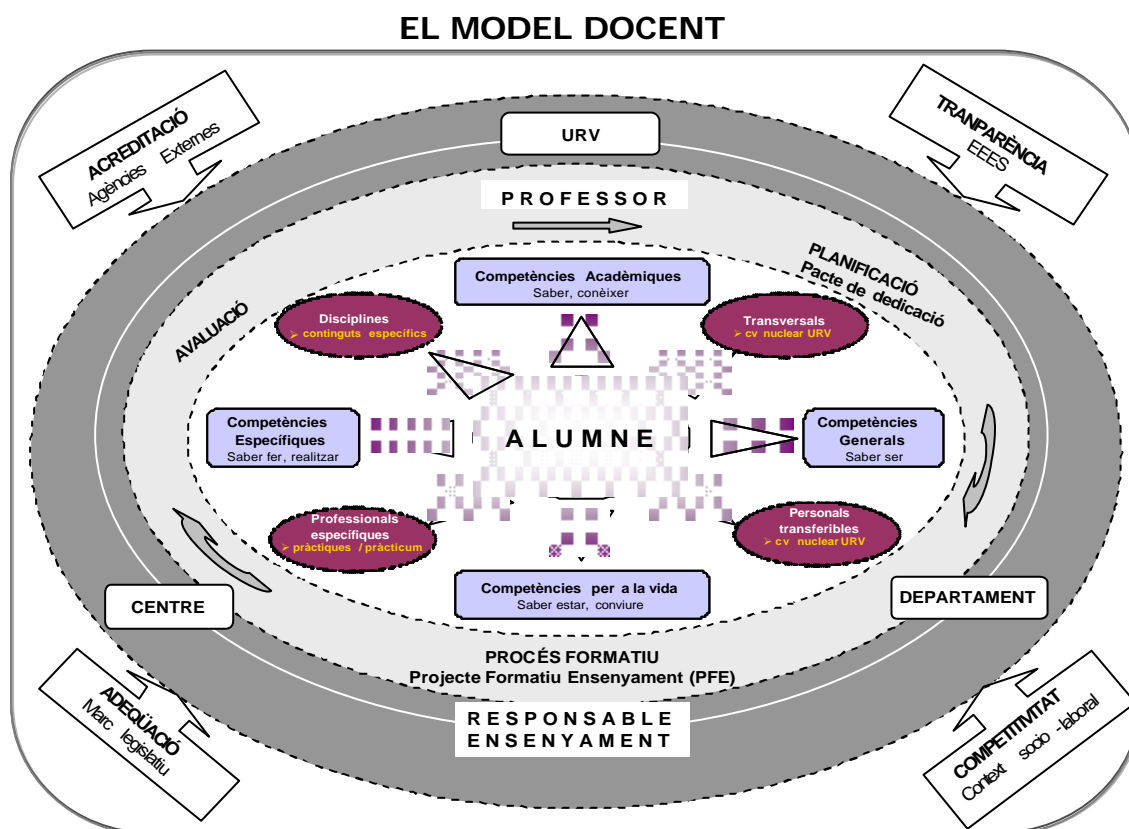 EL MODEL DOCENT
ACREDITACIÓ
Agències Externes
TRANPARÈNCIA
EEES
URV
PROFESSOR
PLANIFICACIÓ
Pacte de dedicació
AVALUACIÓ
Competències Acadèmiques
Saber, conèixer
Disciplines
➢ continguts específics
Transversals
➢ cv nuclear URV
Competències
Específiques
Saber fer, realitzar
ALUMNE
Competències
Generals
Saber ser
Professionals
específiques
➢ pràctiques / pràcticum
Personals
transferibles
➢ cv nuclear URV
Competències per a la vida
Saber estar, conviure
CENTRE
DEPARTAMENT
PROCÉS FORMATIU
Projecte Formatiu Ensenyament (PFE)
RESPONSABLE
ENSENYAMENT
ADEQÜACIÓ
Marc legislatiu
COMPETITIVITAT
Context socio -laboral